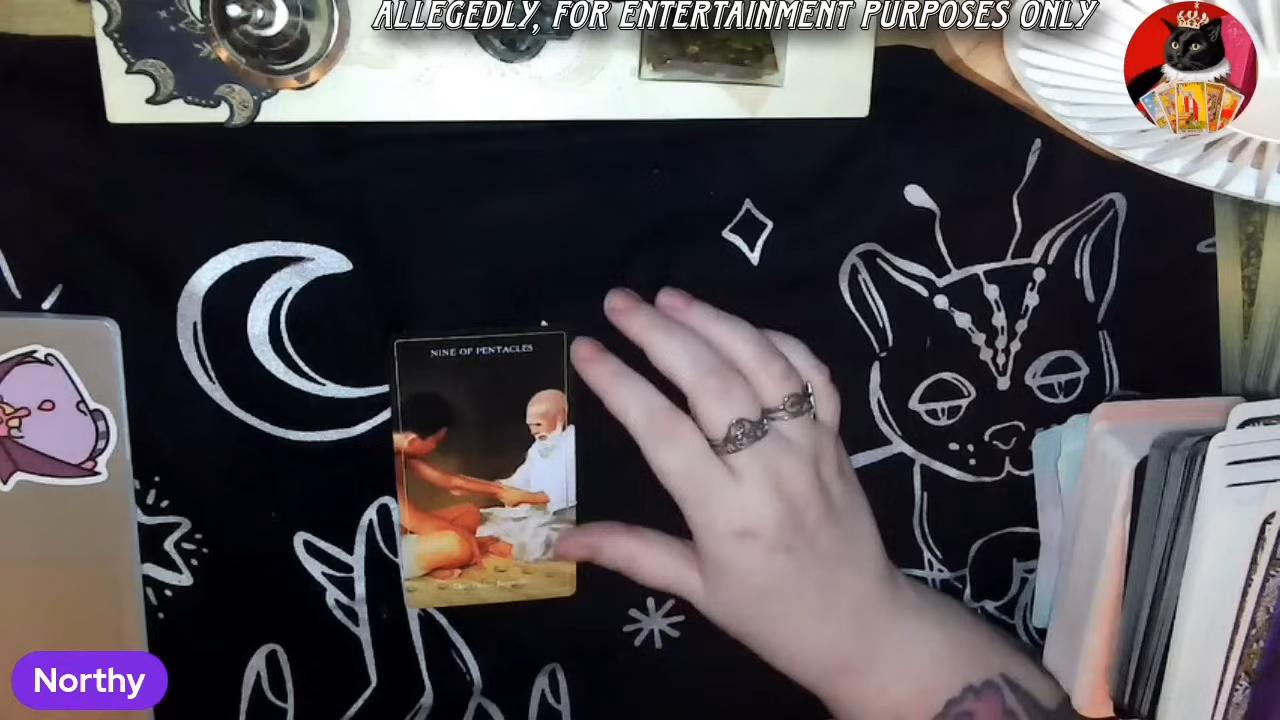 ALLEGEDLY, FOR ENTERTAINMENT PURPOSES ONLY
NINE OF PENTACLES
Northy